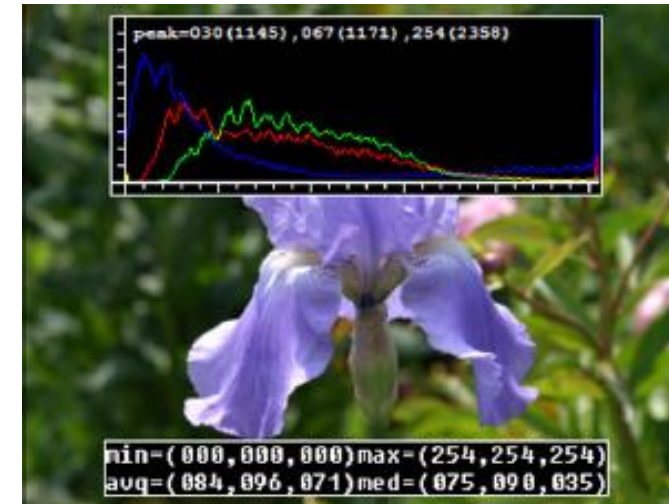 peak=030(1145),067(1171),254(2358)
min=(000,000,000)max=(254,254,254)
avg=(084,096,071)med=(075,090,035)